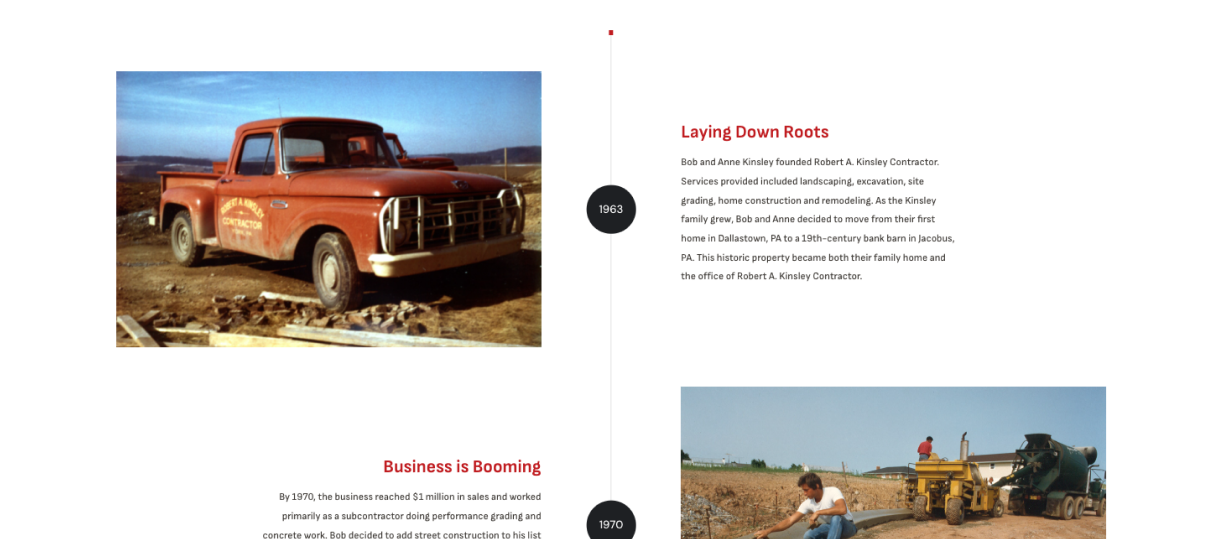 ROBERT A. KINSLEY
CONTRACTOR
1963
Laying Down Roots
Bob and Anne Kinsley founded Robert A. Kinsley Contractor.
Services provided included landscaping, excavation, site
grading, home construction and remodeling. As the Kinsley
family grew, Bob and Anne decided to move from their first
home in Dallastown, PA to a 19th-century bank barn in Jacobus,
PA. This historic property became both their family home and
the office of Robert A. Kinsley Contractor.
Business is Booming
By 1970, the business reached $1 million in sales and worked
primarily as a subcontractor doing performance grading and
concrete work. Bob decided to add street construction to his list
1970